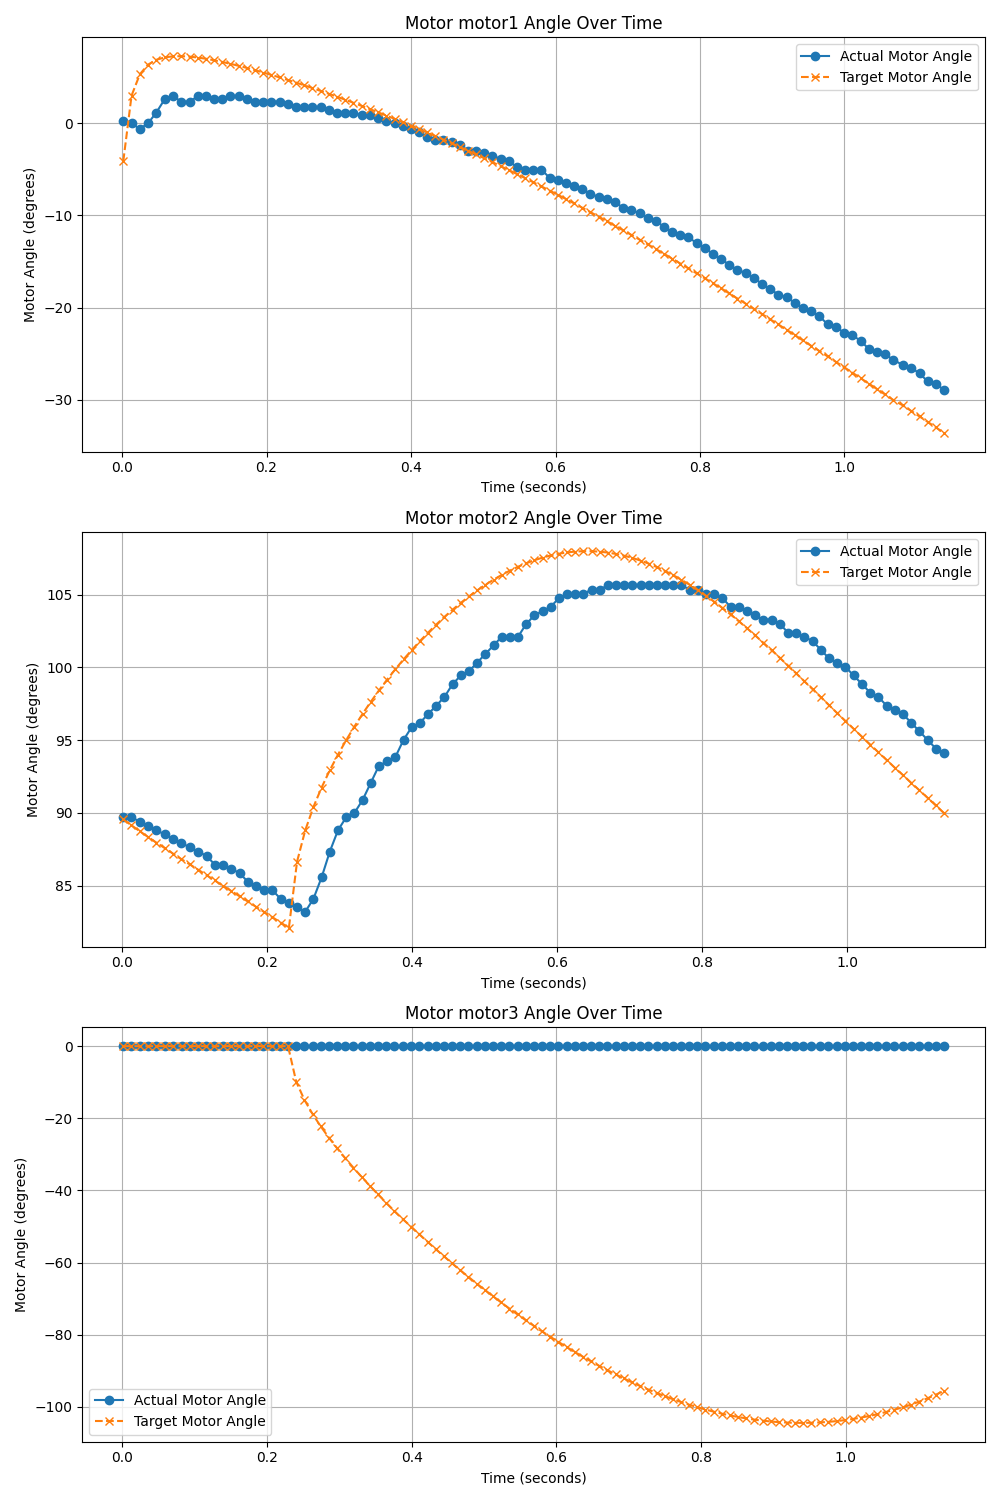 Motor motor1 Angle Over Time
Motor Angle (degrees)
0
−10
−20
−30
Actual Motor Angle
Target Motor Angle
0.0 0.2 0.4 0.6 0.8 1.0
Time (seconds)
Motor motor2 Angle Over Time
Motor Angle (degrees)
105
100
95
90
85
Actual Motor Angle
Target Motor Angle
0.0 0.2 0.4 0.6 0.8 1.0
Time (seconds)
Motor motor3 Angle Over Time
Motor Angle (degrees)
0
−20
−40
−60
−80
−100
Actual Motor Angle
Target Motor Angle
0.0 0.2 0.4 0.6 0.8 1.0
Time (seconds)